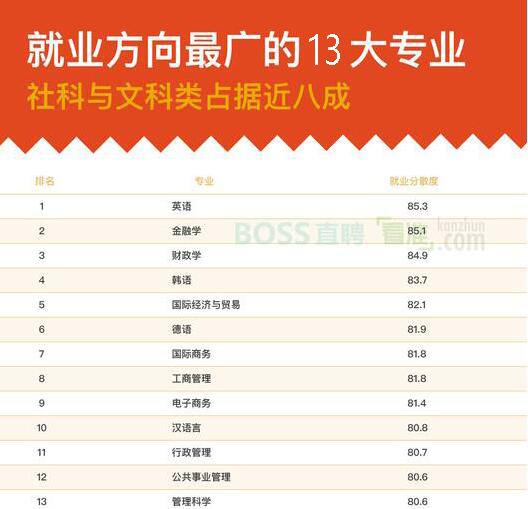 就业方向最广的13大专业
社科与文科类占据近八成
排名 专业 就业分散度
1 英语 85.3
2 金融学 85.1
BOSS直聘 「看准」 kanzhun.com
3 财政学 84.9
4 韩语 83.7
5 国际经济与贸易 82.1
6 德语 81.9
7 国际商务 81.8
8 工商管理 81.8
9 电子商务 81.4
10 汉语言 80.8
11 行政管理 80.7
12 公共事业管理 80.6
13 管理科学 80.6